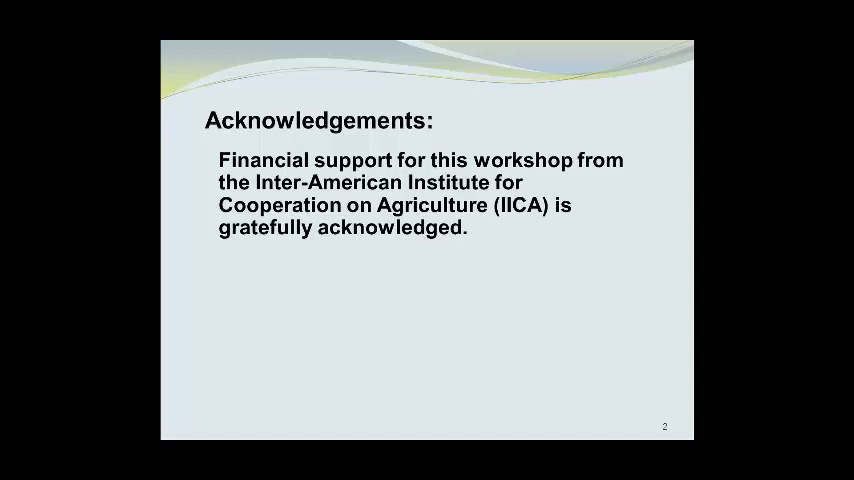 Acknowledgements:
Financial support for this workshop from
the Inter-American Institute for
Cooperation on Agriculture (IICA) is
gratefully acknowledged.
2